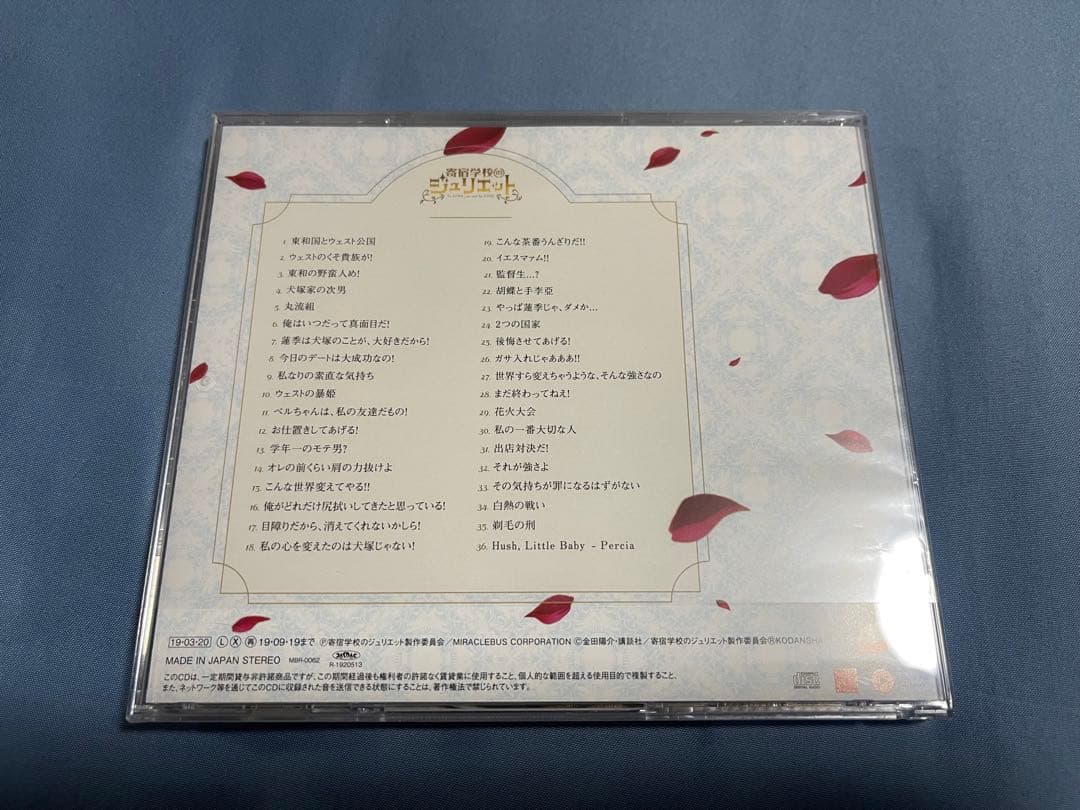 寄宿学校の
ジュリエット
1. 東和国とウェスト公国
2. ウェストのくそ貴族が!
3. 東和の野蛮人め!
4. 犬塚家の次男
5. 丸流組
6. 俺はいつだって真面目だ!
7. 蓮季は犬塚のことが、大好きだから!
8. 今日のデートは大成功なの!
9. 私なりの素直な気持ち
10. ウェストの暴姫
11. ペルちゃんは、私の友達だもの!
12. お仕置きしてあげる!
13. 学年一のモテ男?
14. オレの前くらい肩の力抜けよ
15. こんな世界変えてやる!!
16. 俺がどれだけ尻拭いしてきたと思っている!
17. 目障りだから、消えてくれないかしら!
18. 私の心を変えたのは犬塚じゃない!
19. こんな茶番うんざりだ!!
20. イエスマァム!!
21. 監督生...?
22. 胡蝶と手李亞
23. やっぱ蓮季じゃ、ダメか...
24. 2つの国家
25. 後悔させてあげる!
26. ガサ入れじゃあああ!!
27. 世界すら変えちゃうような、そんな強さなの
28. まだ終わってねえ!
29. 花火大会
30. 私の一番大切な人
31. 出店対決だ!
32. それが強さよ
33. その気持ちが罪になるはずがない
34. 白熱の戦い
35. 剃毛の刑
36. Hush, Little Baby - Percia
19・03・20 Ⓛ Ⓧ 再 19・09・19まで Ⓟ寄宿学校のジュリエット製作委員会/MIRACLEBUS CORPORATION Ⓒ金田陽介・講談社/寄宿学校のジュリエット製作委員会ⓇKODANSHA
MADE IN JAPAN STEREO MBR-0062 R-1920513
このCDは、一定期間貸与非許諾商品ですが、この期間経過後も権利者の許諾なく賃貸業に使用すること、個人的な範囲を超える使用目的で複製すること、
また、ネットワーク等を通じてこのCDに収録された音を送信できる状態にすることは、著作権法で禁じられています。
disc
DIGITAL AUDIO